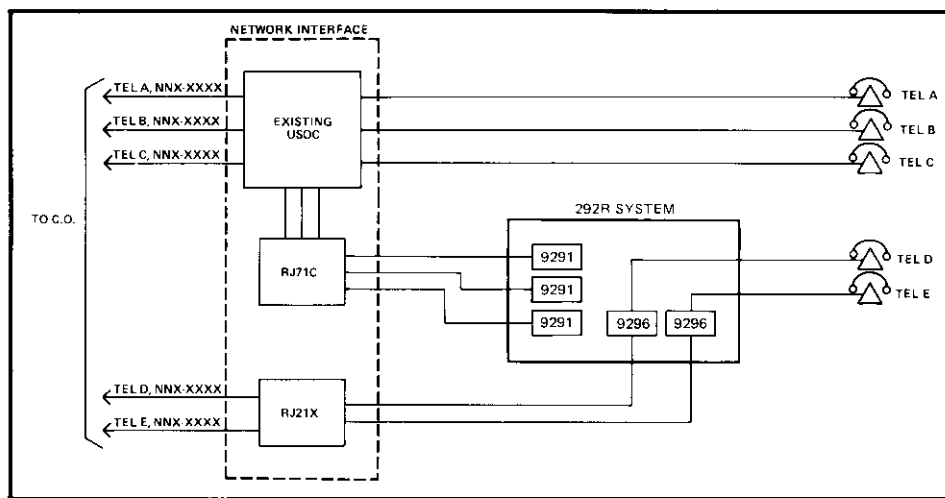 NETWORK INTERFACE
TEL A, NNX-XXXX
TEL B, NNX-XXXX
TEL C, NNX-XXXX
EXISTING
USOC
TEL A
TEL B
TEL C
TO C.O.
RJ71C
292R SYSTEM
9291
9291
9291
9296
9296
TEL D
TEL E
TEL D, NNX-XXXX
TEL E, NNX-XXXX
RJ21X